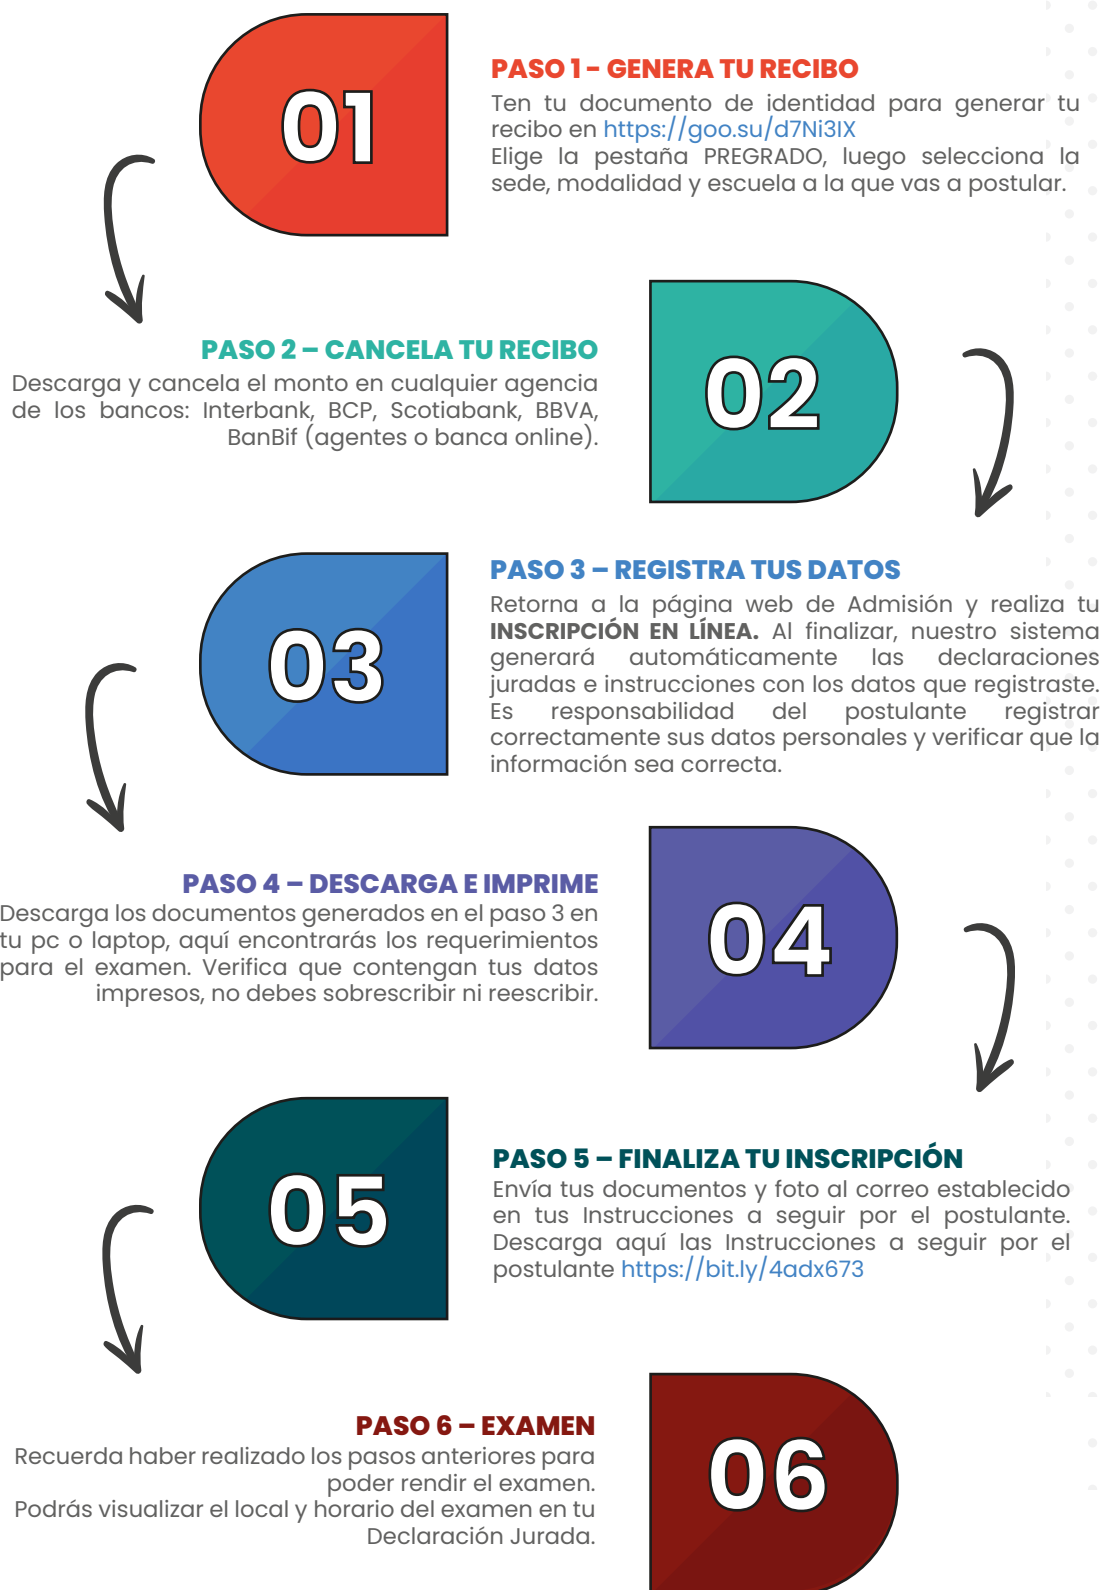 01
PASO 1 - GENERA TU RECIBO
Ten tu documento de identidad para generar tu
recibo en https://goo.su/d7Ni3IX
Elige la pestaña PREGRADO, luego selecciona la
sede, modalidad y escuela a la que vas a postular.
PASO 2 – CANCELA TU RECIBO
Descarga y cancela el monto en cualquier agencia
de los bancos: Interbank, BCP, Scotiabank, BBVA,
BanBif (agentes o banca online).
02
03
PASO 3 – REGISTRA TUS DATOS
Retorna a la página web de Admisión y realiza tu
INSCRIPCIÓN EN LÍNEA. Al finalizar, nuestro sistema
generará automáticamente las declaraciones
juradas e instrucciones con los datos que registraste.
Es responsabilidad del postulante registrar
correctamente sus datos personales y verificar que la
información sea correcta.
PASO 4 – DESCARGA E IMPRIME
Descarga los documentos generados en el paso 3 en
tu pc o laptop, aquí encontrarás los requerimientos
para el examen. Verifica que contengan tus datos
impresos, no debes sobrescribir ni reescribir.
04
05
PASO 5 – FINALIZA TU INSCRIPCIÓN
Envía tus documentos y foto al correo establecido
en tus Instrucciones a seguir por el postulante.
Descarga aquí las Instrucciones a seguir por el
postulante https://bit.ly/4adx673
PASO 6 – EXAMEN
Recuerda haber realizado los pasos anteriores para
poder rendir el examen.
Podrás visualizar el local y horario del examen en tu
Declaración Jurada.
06